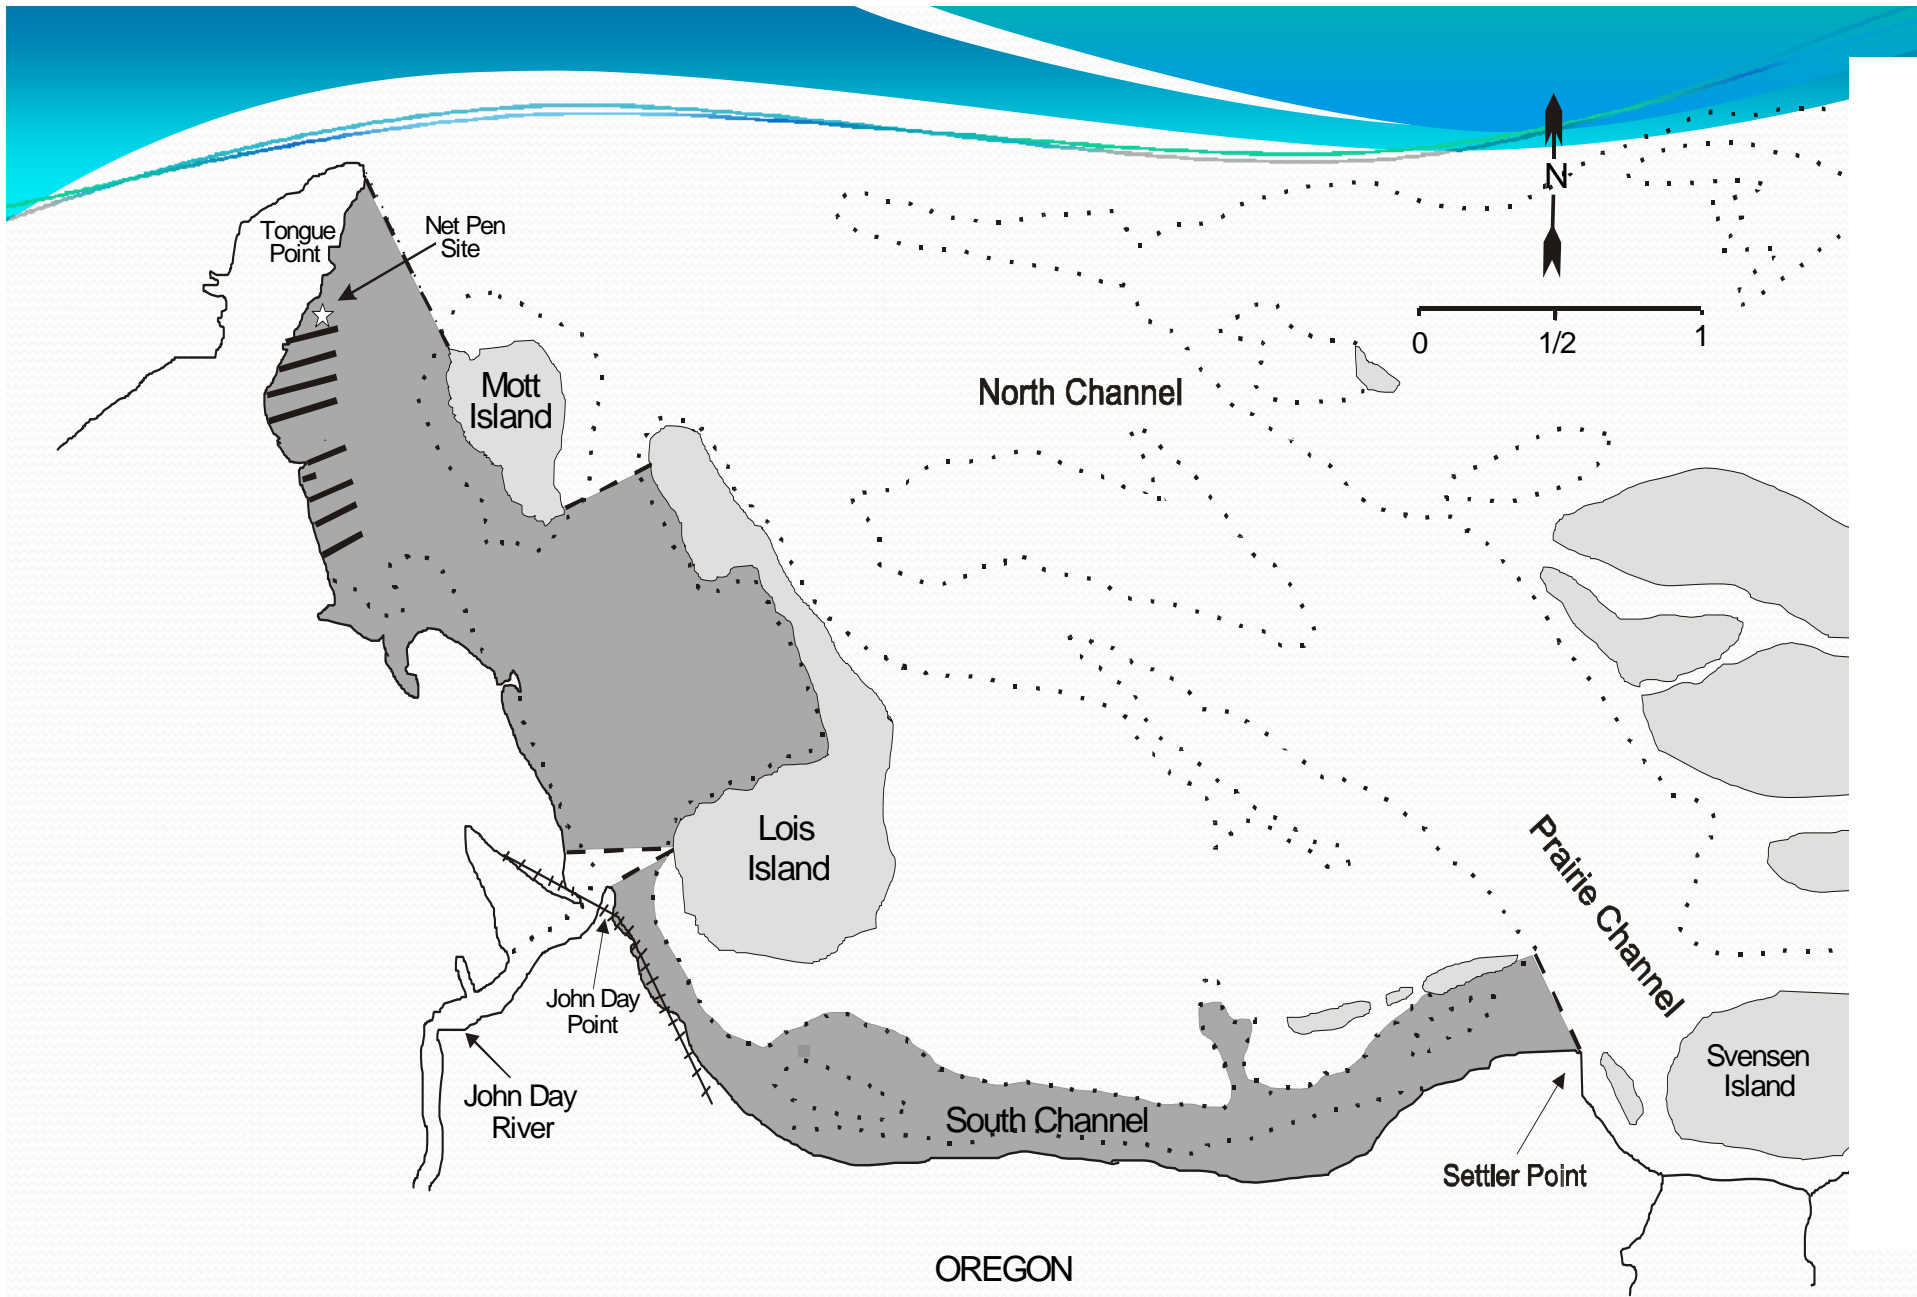 N
0
1/2
1
Tongue
Point
Net Pen
Site
Mott
Island
North Channel
Lois
Island
Prairie Channel
John Day
Point
John Day
River
South Channel
Settler Point
Svensen
Island
OREGON